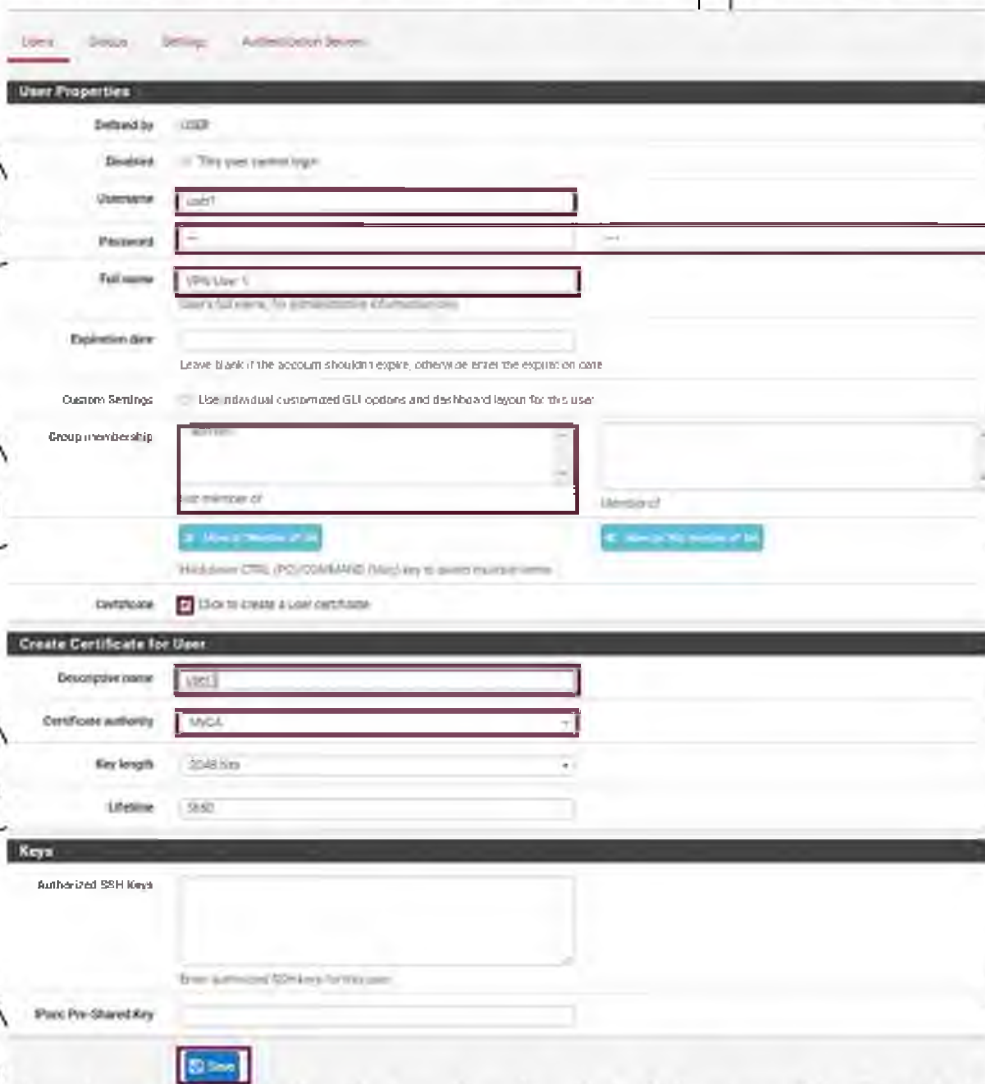 Users Groups Settings Authentication Servers
User Properties
Defined by USER
Disabled This user cannot login
Username user1
Password
Full name VPN User 1
User's full name, for administrative information only
Expiration date
Leave blank if the account shouldn't expire, otherwise enter the expiration date
Custom Settings Use individual customized GUI options and dashboard layout for this user
Group membership
Not member of Member of
Move to "Member of" list Move to "Not member of" list
Hold down CTRL (PC)/COMMAND (Mac) key to select multiple items
Certificate Click to create a user certificate
Create Certificate for User
Descriptive name user1
Certificate authority MyCA
Key length 2048 bits
Lifetime 3650
Keys
Authorized SSH Keys
Enter authorized SSH keys for this user
IPsec Pre-Shared Key
Save